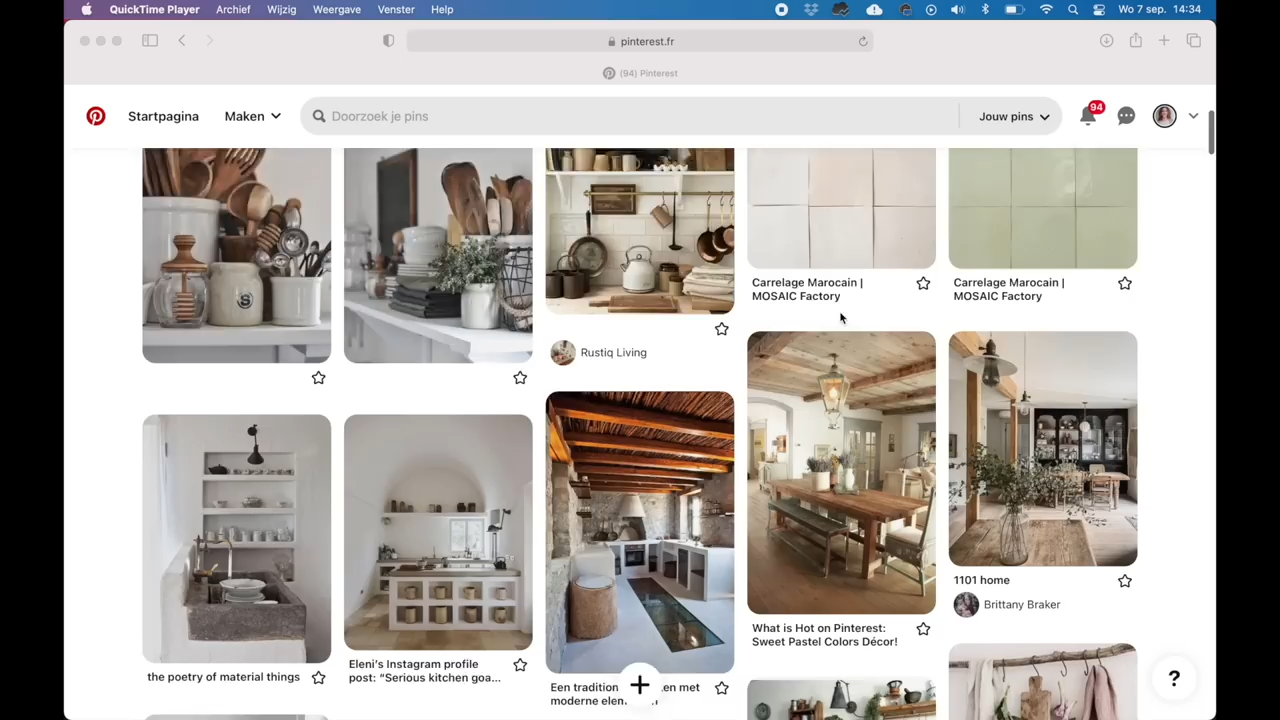 QuickTime Player Archief Wijzig Weergave Venster Help Wo 7 sep. 14:34
pinterest.fr
(94) Pinterest
Startpagina Maken Doorzoek je pins Jouw pins 94
S
Carrelage Marocain |
MOSAIC Factory
Carrelage Marocain |
MOSAIC Factory
Rustiq Living
1101 home
Brittany Braker
What is Hot on Pinterest:
Sweet Pastel Colors Décor!
the poetry of material things
Eleni's Instagram profile
post: “Serious kitchen goa...
Een tradition en met
moderne elem
?